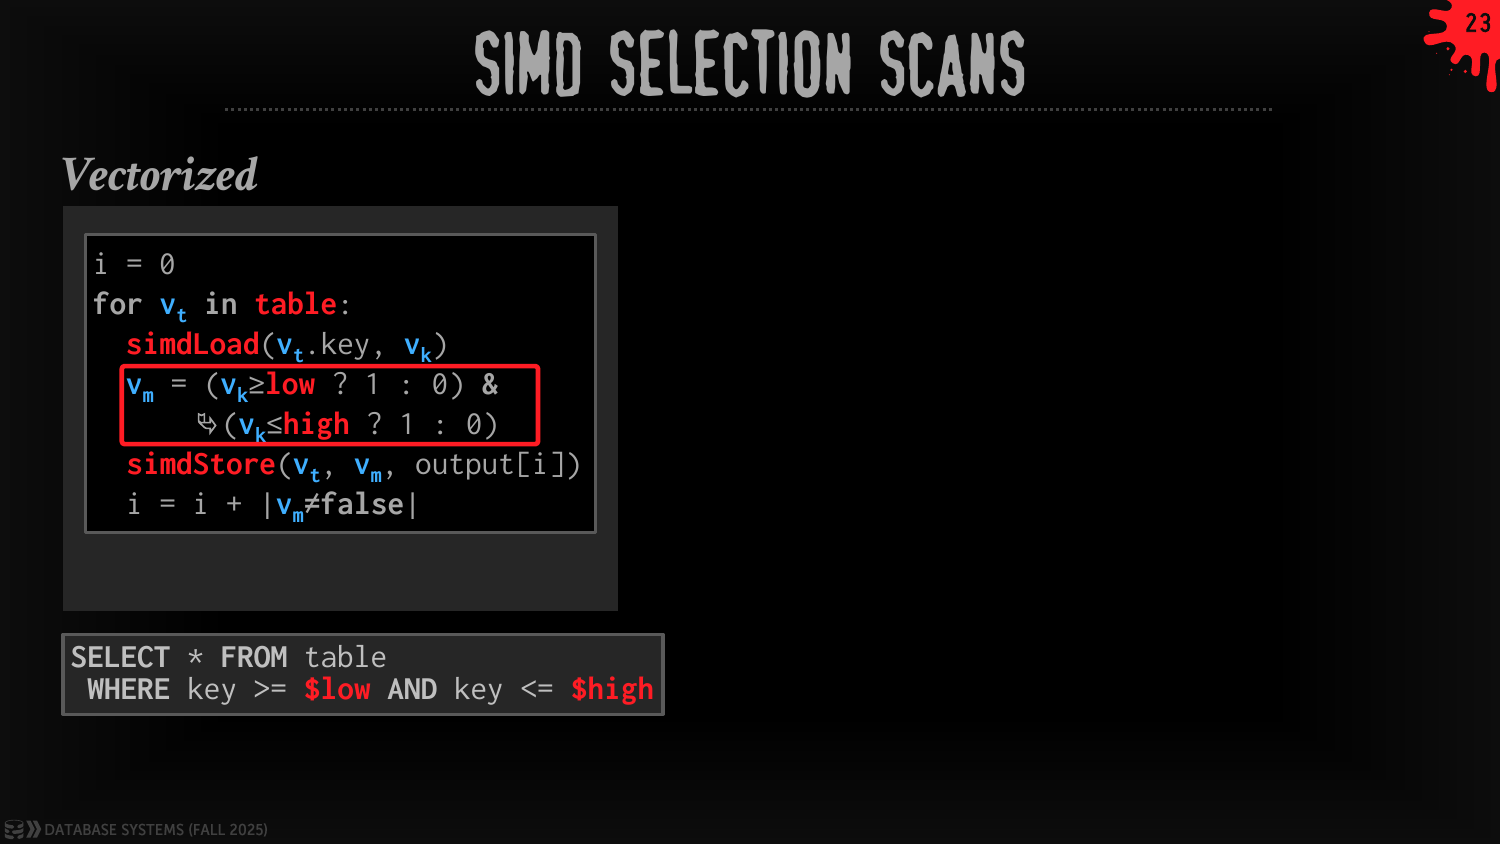 23
SIMD SELECTION SCANS
Vectorized
i = 0
for vt in table:
simdLoad(vt.key, vk)
vm = (vk≥low ? 1 : 0) &
⮱(vk≤high ? 1 : 0)
simdStore(vt, vm, output[i])
i = i + |vm≠false|
SELECT * FROM table
WHERE key >= $low AND key <= $high
DATABASE SYSTEMS (FALL 2025)